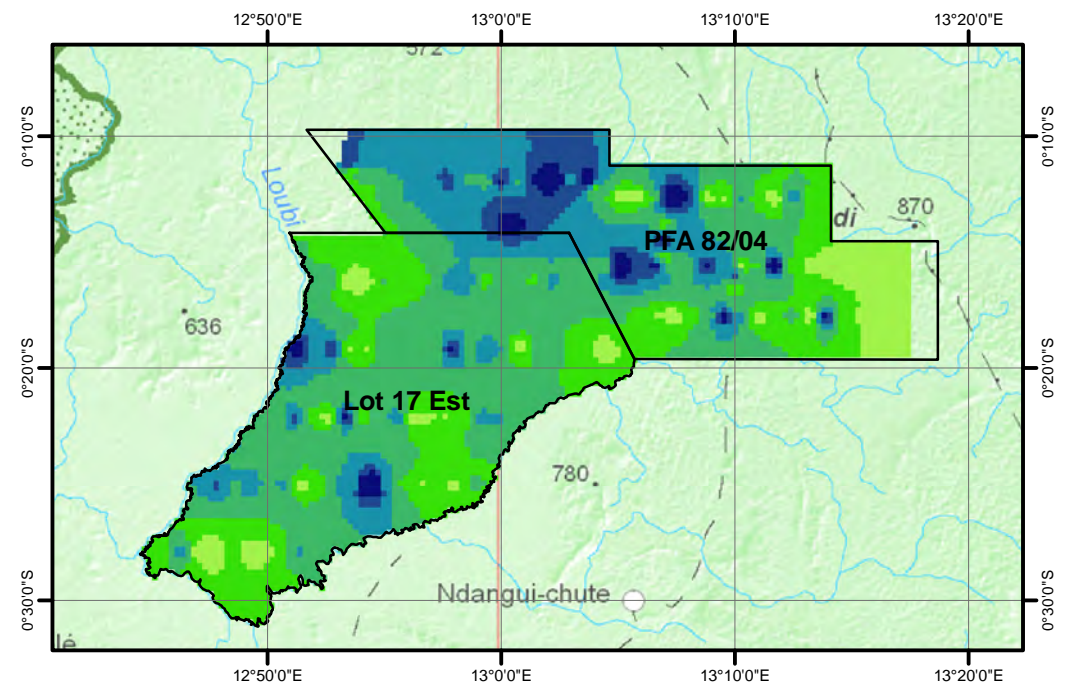 12°50'0"E 13°0'0"E 13°10'0"E 13°20'0"E
572
0°10'0"S 0°10'0"S
Loubi
870
di
PFA 82/04
636
0°20'0"S 0°20'0"S
Lot 17 Est
780
0°30'0"S 0°30'0"S
Ndangui-chute
lé
12°50'0"E 13°0'0"E 13°10'0"E 13°20'0"E